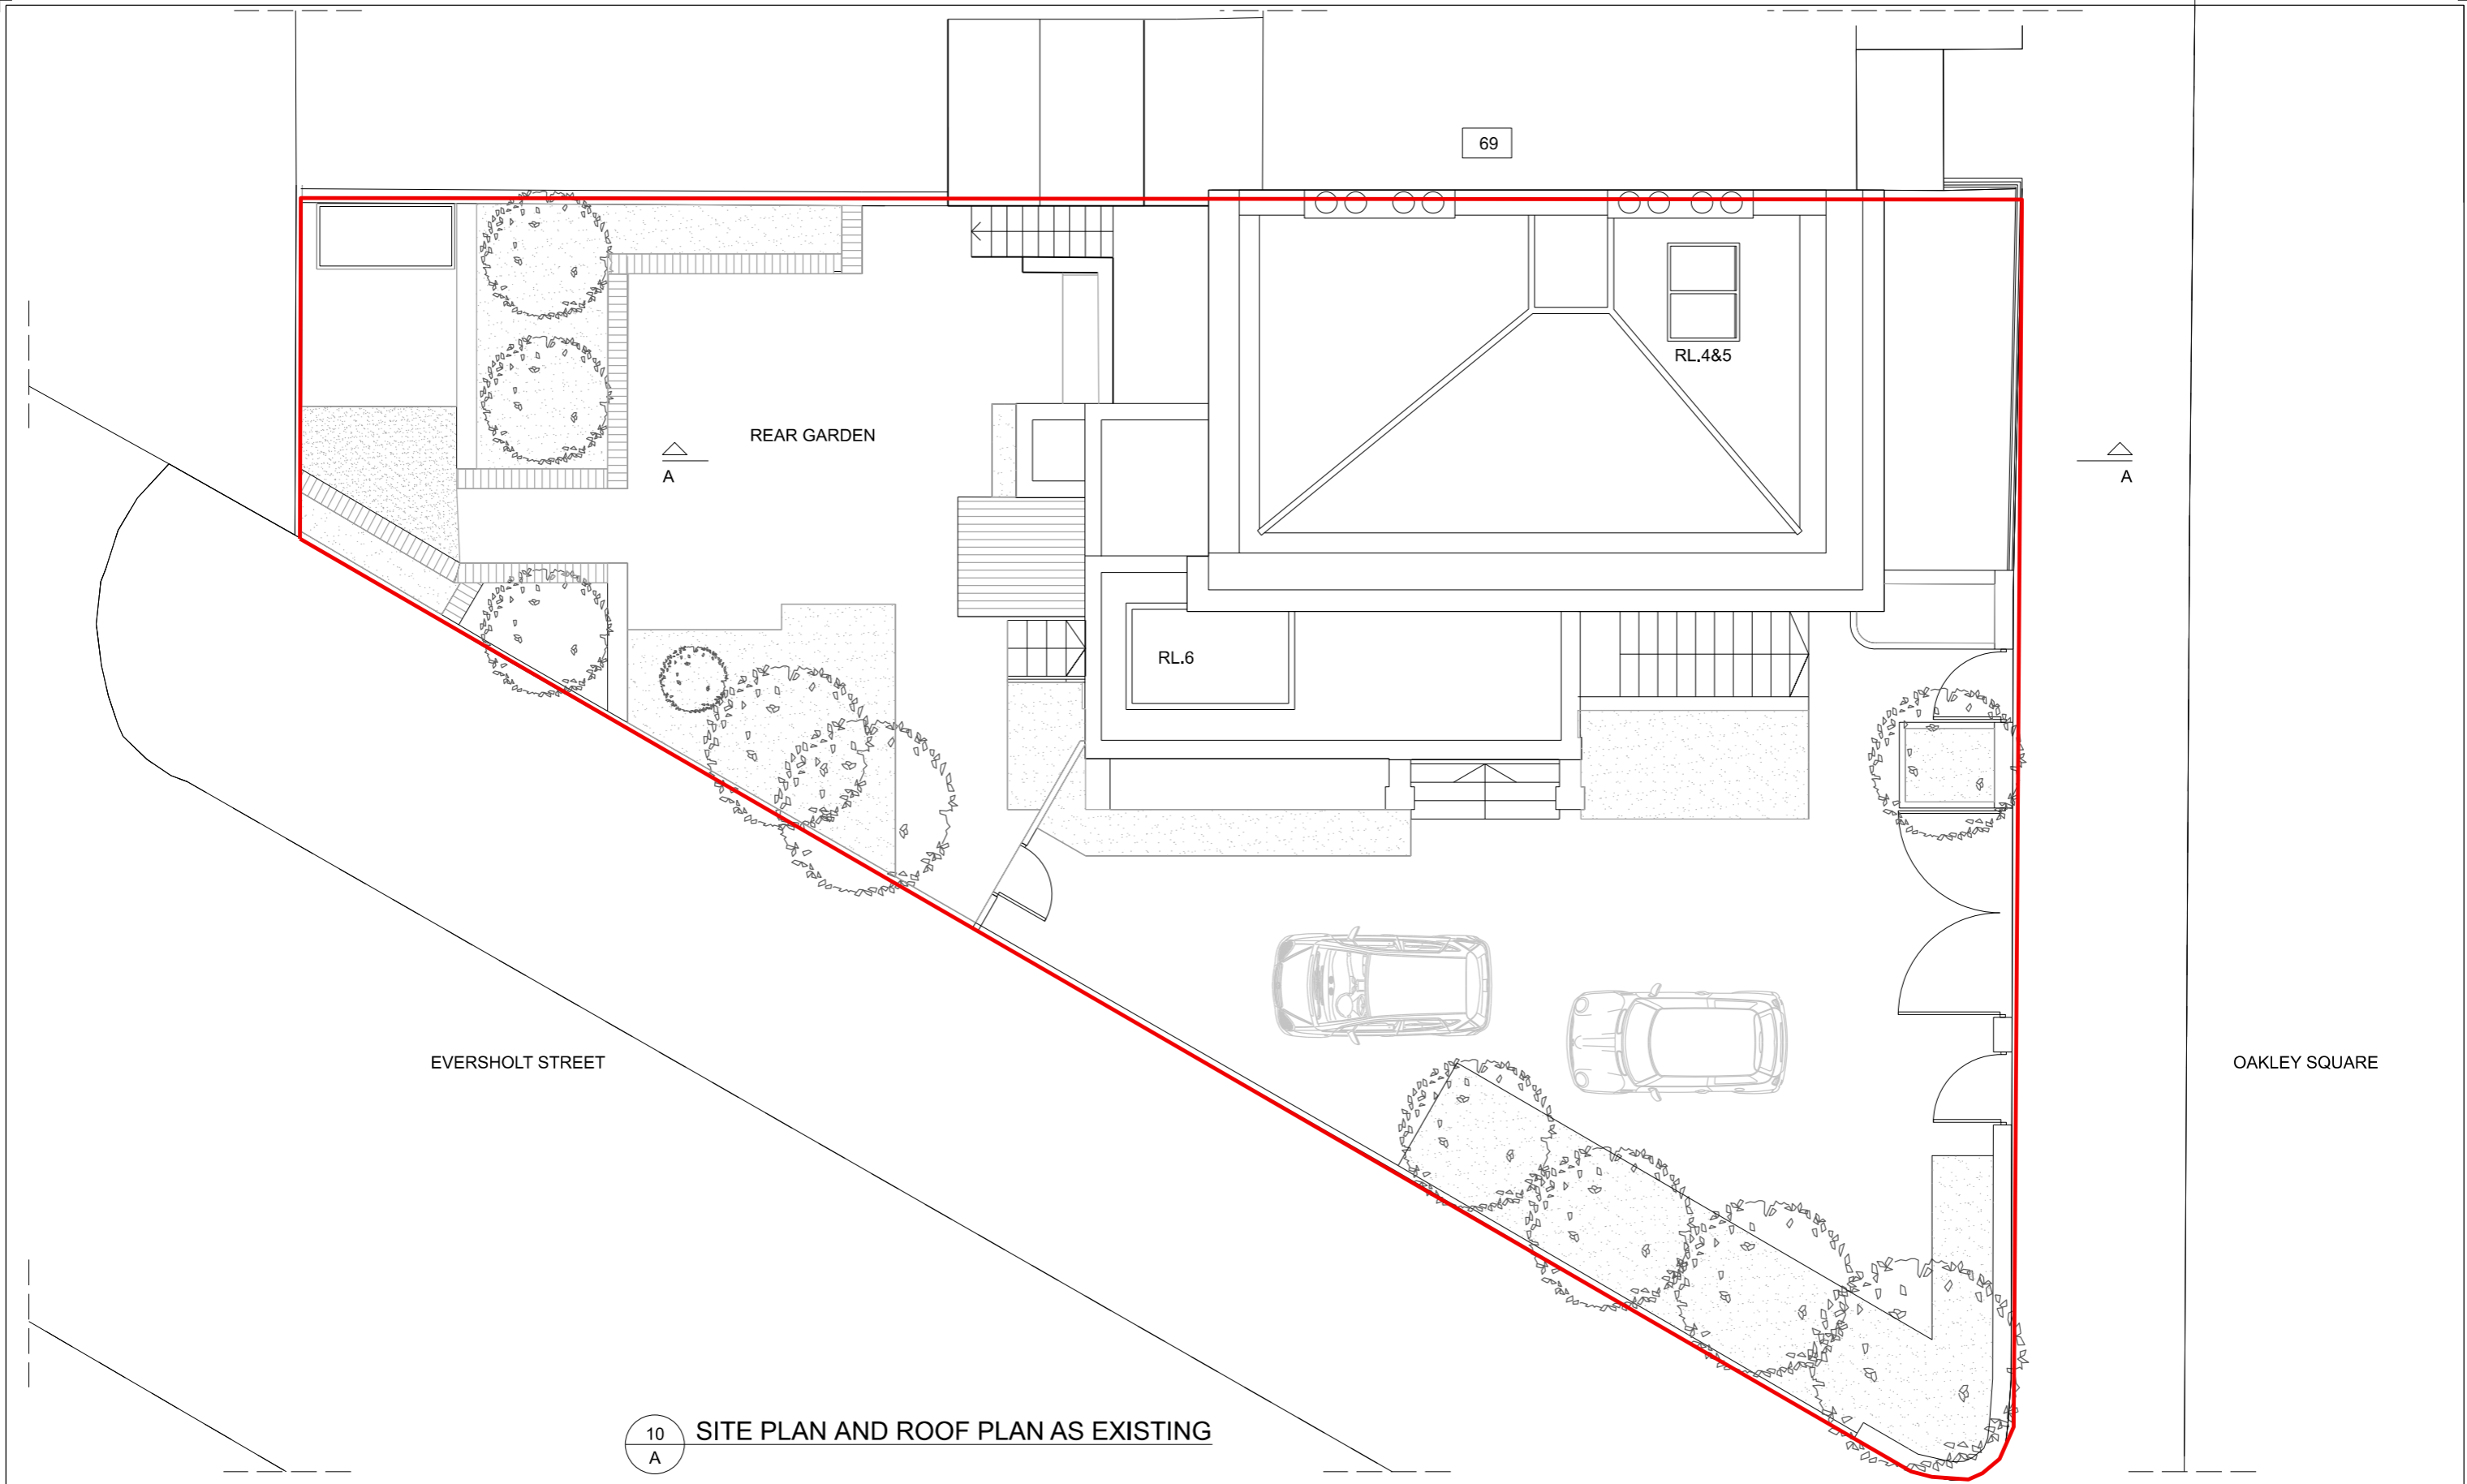 69
RL.4&5
REAR GARDEN
A
A
RL.6
EVERSHOLT STREET
OAKLEY SQUARE
10
A
SITE PLAN AND ROOF PLAN AS EXISTING